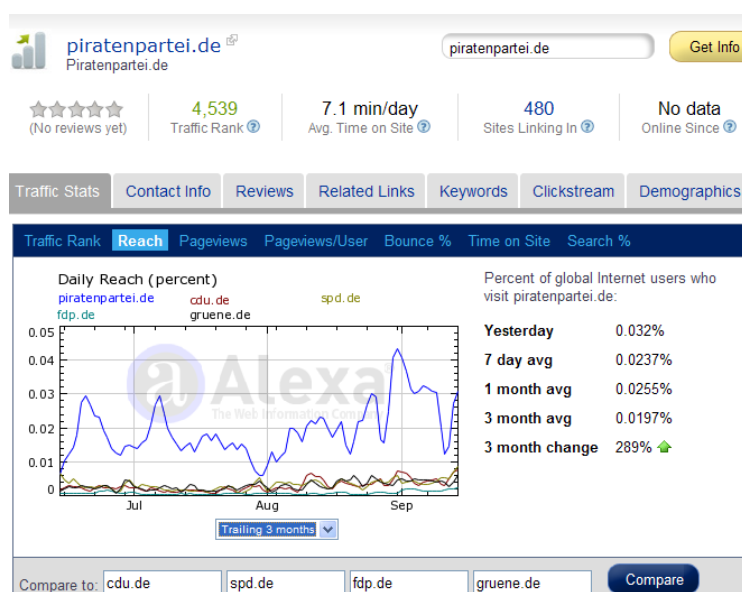 piratenpartei.de
Piratenpartei.de
piratenpartei.de
Get Info
(No reviews yet)
4,539
Traffic Rank ?
7.1 min/day
Avg. Time on Site ?
480
Sites Linking In ?
No data
Online Since ?
Traffic Stats Contact Info Reviews Related Links Keywords Clickstream Demographics
Traffic Rank Reach Pageviews Pageviews/User Bounce % Time on Site Search %
Daily Reach (percent)
piratenpartei.de cdu.de spd.de
fdp.de gruene.de
0.05
0.04
0.03
0.02
0.01
0
a Alexa
The Web Information Company
Jul Aug Sep
Trailing 3 months
Percent of global Internet users who
visit piratenpartei.de:
Yesterday 0.032%
7 day avg 0.0237%
1 month avg 0.0255%
3 month avg 0.0197%
3 month change 289%
Compare to: cdu.de spd.de fdp.de gruene.de Compare